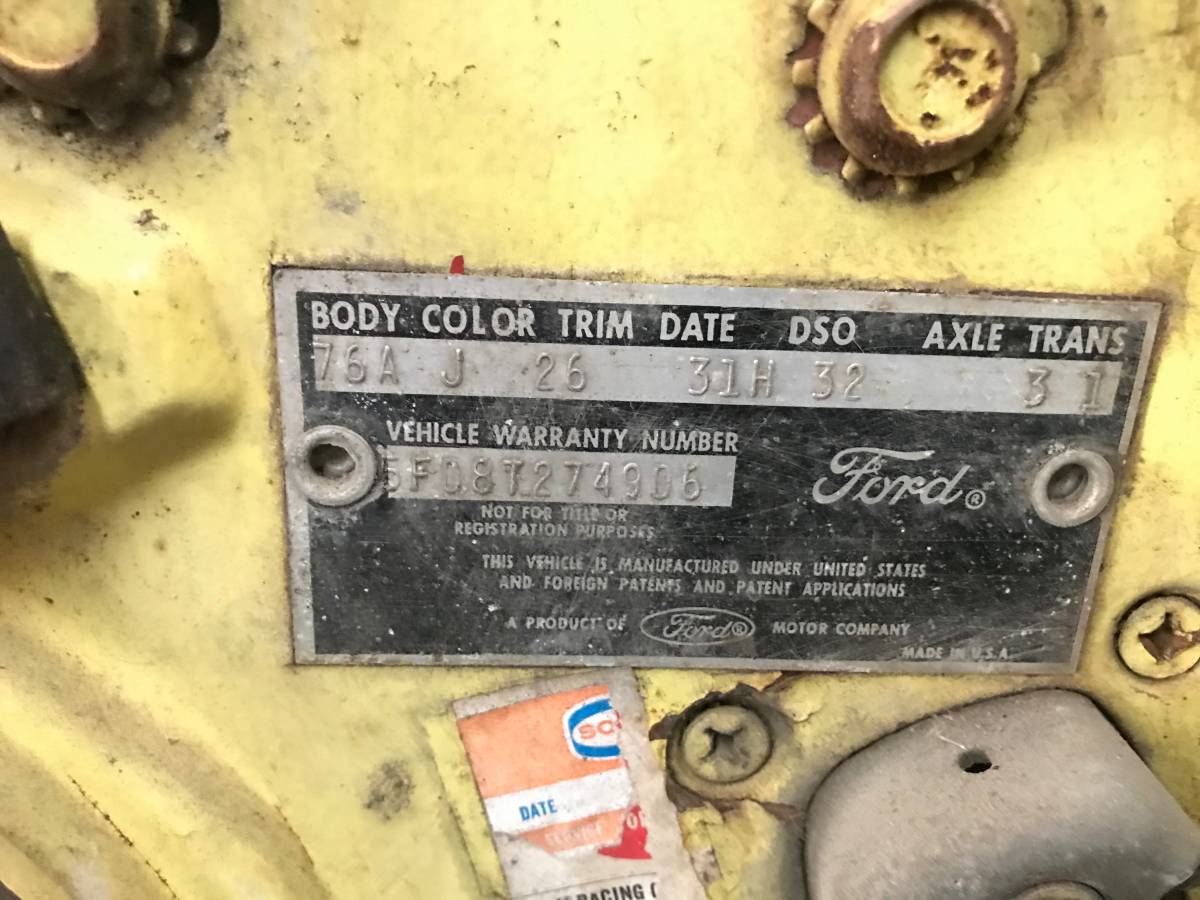 BODY COLOR TRIM DATE DSO AXLE TRANS
76A J 26 31H 32 3 1
VEHICLE WARRANTY NUMBER
5F08T274906
Ford®
NOT FOR TITLE OR
REGISTRATION PURPOSES
THIS VEHICLE IS MANUFACTURED UNDER UNITED STATES
AND FOREIGN PATENTS AND PATENT APPLICATIONS
A PRODUCT OF Ford® MOTOR COMPANY
MADE IN U.S.A.
DATE
SERVICE
RACING